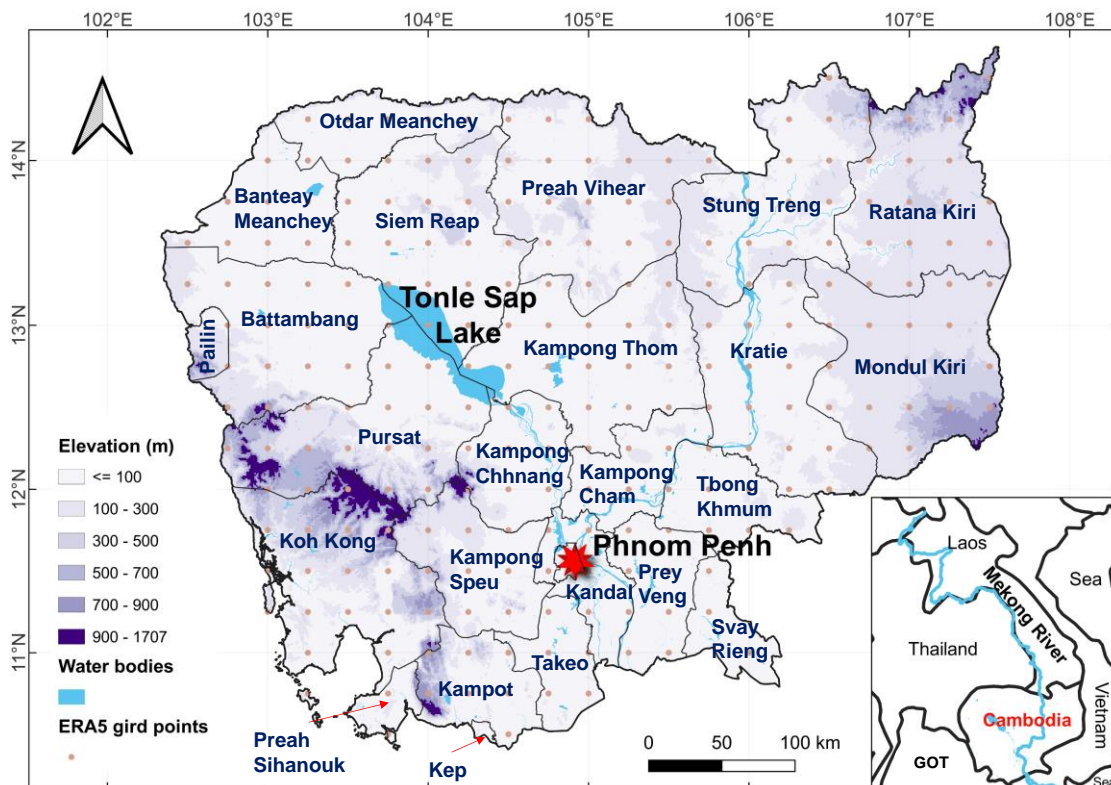 102°E 103°E 104°E 105°E 106°E 107°E 108°E
14°N
13°N
12°N
11°N
Otdar Meanchey
Banteay
Meanchey
Siem Reap
Preah Vihear
Stung Treng
Ratana Kiri
Battambang
Pailin
Tonle Sap
Lake
Kampong Thom
Kratie
Mondul Kiri
Pursat
Kampong
Chhnang
Kampong
Cham
Tbong
Khmum
Koh Kong
Kampong
Speu
Phnom Penh
Kandal
Prey
Veng
Svay
Rieng
Takeo
Kampot
Preah
Sihanouk
Kep
Elevation (m)
<= 100
100 - 300
300 - 500
500 - 700
700 - 900
900 - 1707
Water bodies
ERA5 gird points
0 50 100 km
Laos
Sea
Mekong River
Thailand
Vietnam
Cambodia
GOT
Sea